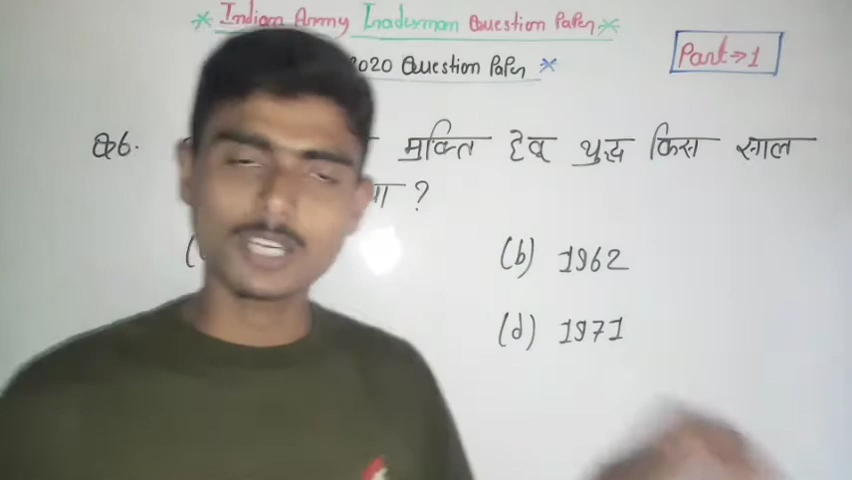 Indian Army Tradesman Question Paper
2020 Question Paper
Part→1
Q6. मुक्ति हेतु युद्ध किस साल
?
(b) 1962
(d) 1971